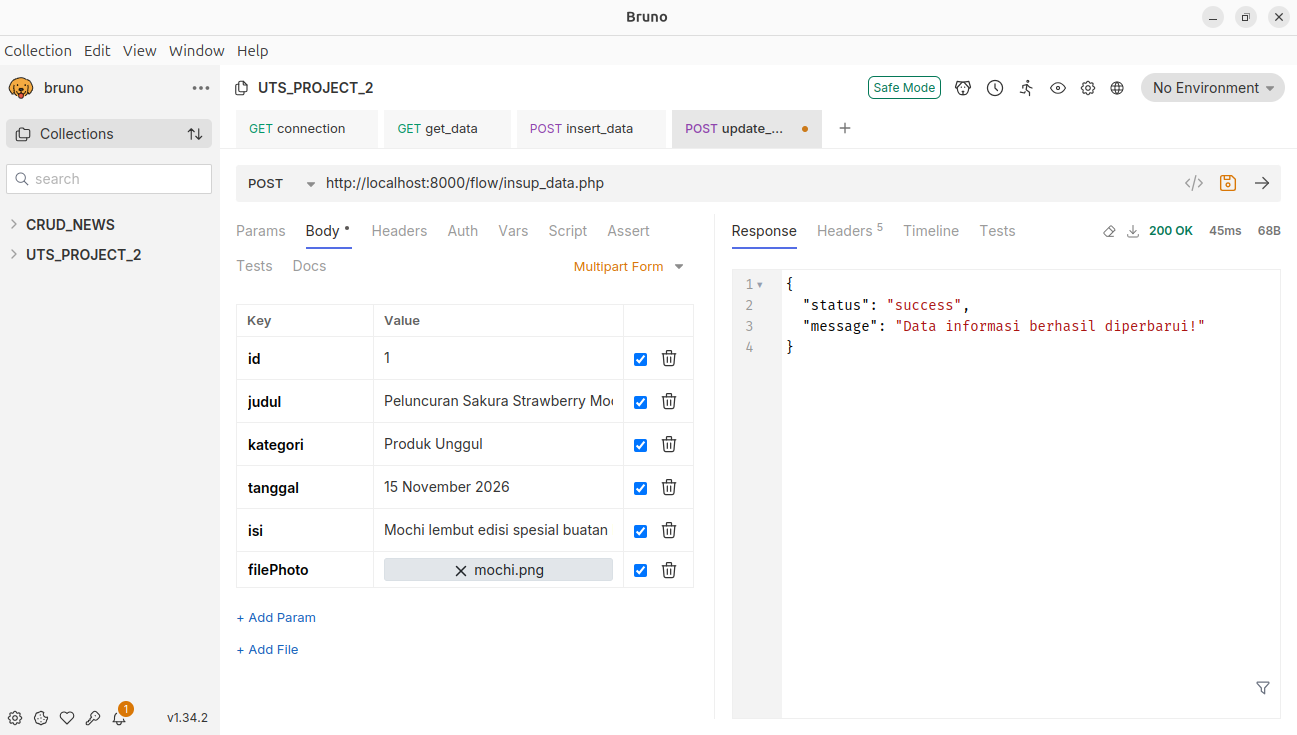 Bruno
Collection Edit View Window Help
bruno
Collections
search
CRUD_NEWS
UTS_PROJECT_2
1
v1.34.2
UTS_PROJECT_2
Safe Mode
No Environment
GET connection
GET get_data
POST insert_data
POST update_...
POST http://localhost:8000/flow/insup_data.php
Params Body Headers Auth Vars Script Assert
Tests Docs
Multipart Form
Key Value
id 1
judul Peluncuran Sakura Strawberry
kategori Produk Unggul
tanggal 15 November 2026
isi Mochi lembut edisi spesial buatan
filePhoto mochi.png
+ Add Param
+ Add File
Response Headers 5 Timeline Tests
200 OK 45ms 68B
1 {
2 "status": "success",
3 "message": "Data informasi berhasil diperbarui!"
4 }